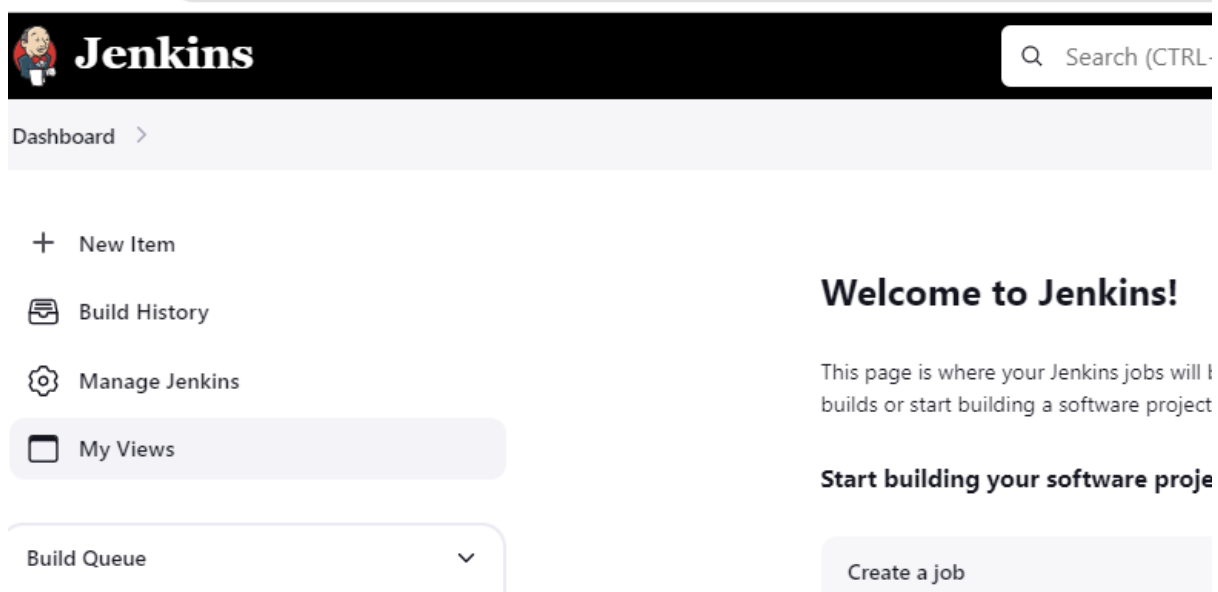 Jenkins
Search (CTRL+
Dashboard
New Item
Build History
Manage Jenkins
My Views
Build Queue
Welcome to Jenkins!
This page is where your Jenkins jobs will
builds or start building a software project
Start building your software proje
Create a job